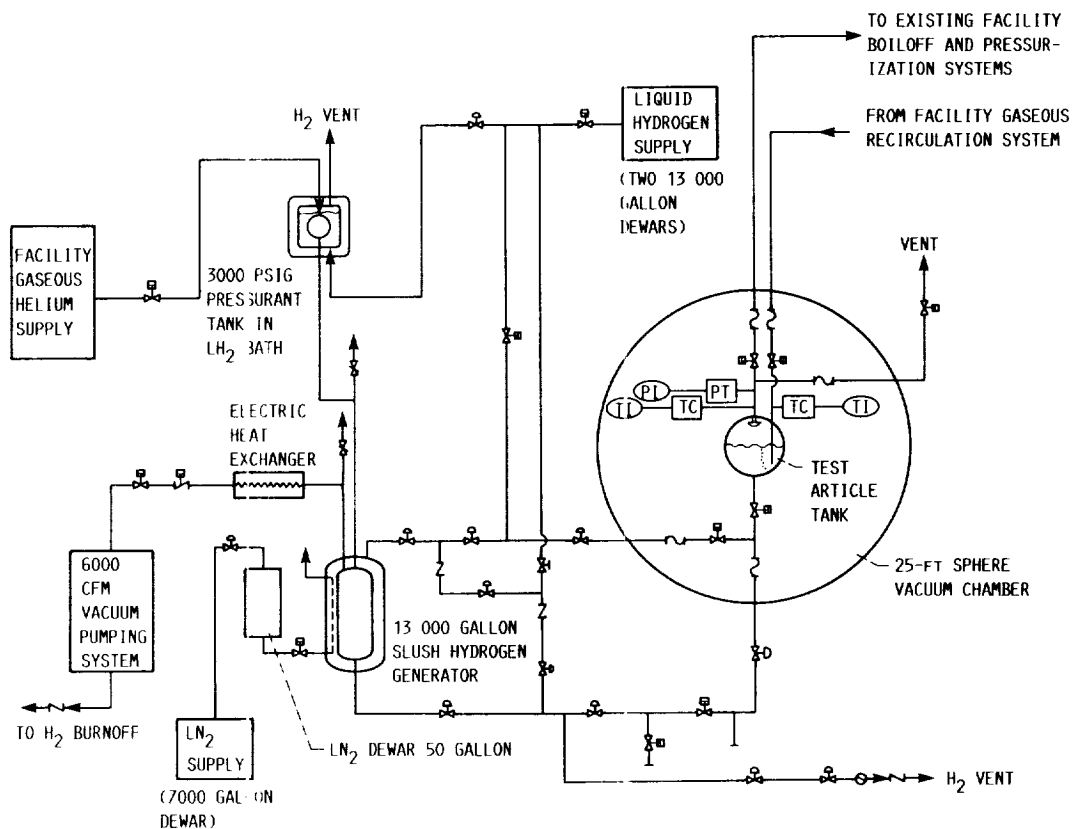 TO EXISTING FACILITY
BOILOFF AND PRESSUR-
IZATION SYSTEMS
FROM FACILITY GASEOUS
RECIRCULATION SYSTEM
LIQUID
HYDROGEN
SUPPLY
(TWO 13 000
GALLON
DEWARS)
H₂ VENT
FACILITY
GASEOUS
HELIUM
SUPPLY
3000 PSIG
PRESSURANT
TANK IN
LH₂ BATH
VENT
PI
PT
TI
TC
TC
TI
TEST
ARTICLE
TANK
ELECTRIC
HEAT
EXCHANGER
25-FT SPHERE
VACUUM CHAMBER
6000
CFM
VACUUM
PUMPING
SYSTEM
13 000 GALLON
SLUSH HYDROGEN
GENERATOR
TO H₂ BURNOFF
LN₂
SUPPLY
(7000 GALLON
DEWAR)
LN₂ DEWAR 50 GALLON
H₂ VENT